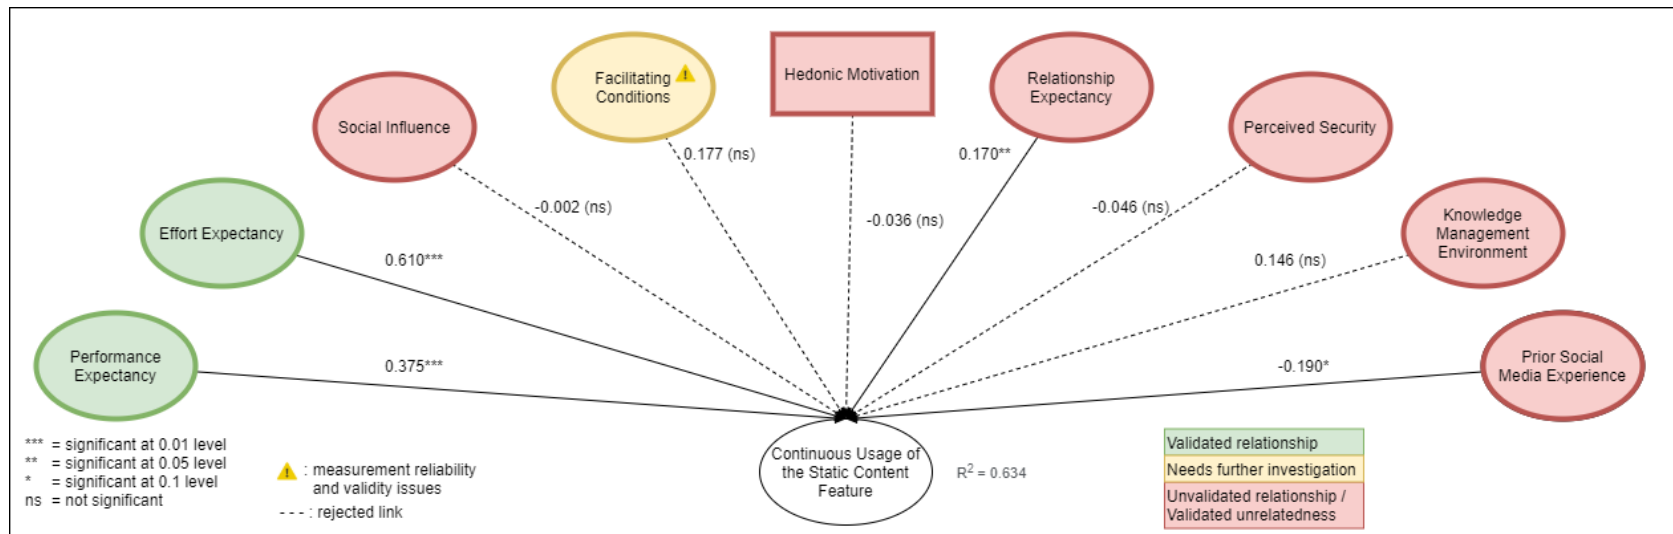 Facilitating
Conditions
Hedonic Motivation
Relationship
Expectancy
Social Influence
Perceived Security
0.177 (ns)
0.170**
-0.002 (ns)
-0.036 (ns)
-0.046 (ns)
Effort Expectancy
Knowledge
Management
Environment
0.610***
0.146 (ns)
Performance
Expectancy
0.375***
-0.190*
Prior Social
Media Experience
*** = significant at 0.01 level
** = significant at 0.05 level
* = significant at 0.1 level
ns = not significant
: measurement reliability
and validity issues
- - - : rejected link
Continuous Usage of
the Static Content
Feature
R² = 0.634
Validated relationship
Needs further investigation
Unvalidated relationship /
Validated unrelatedness